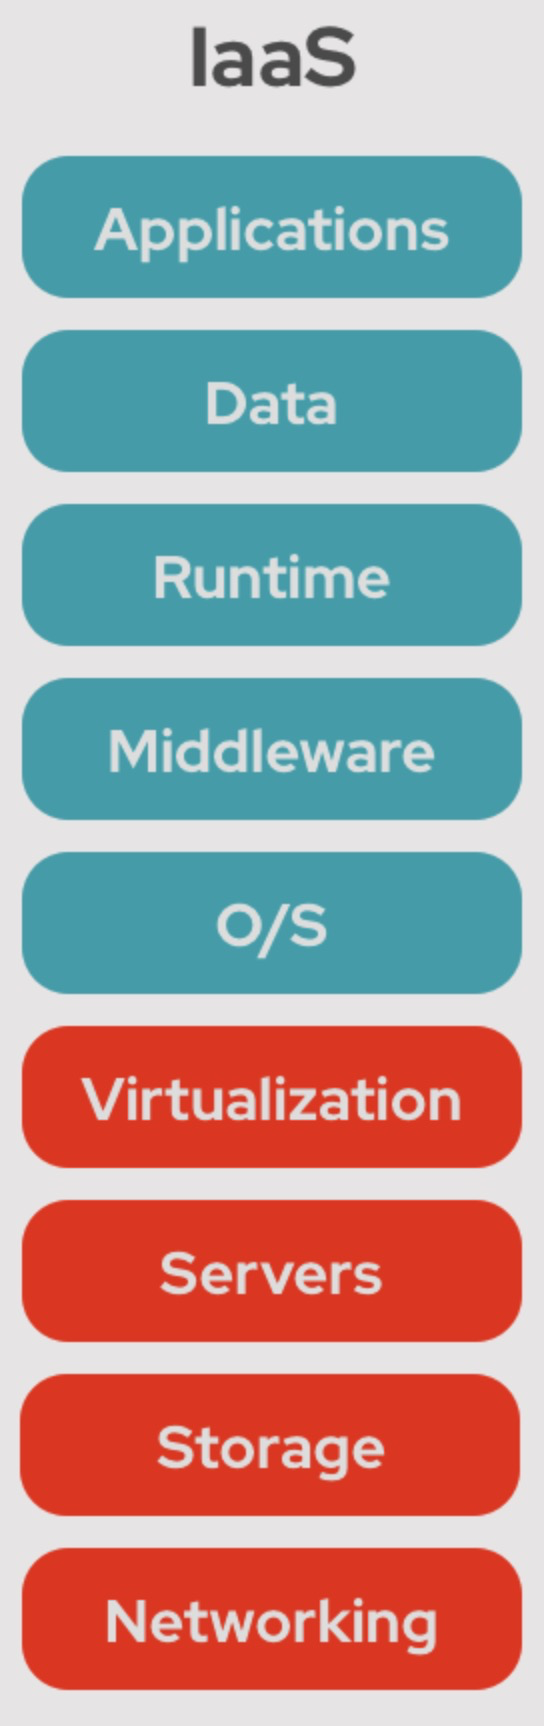 IaaS
Applications
Data
Runtime
Middleware
O/S
Virtualization
Servers
Storage
Networking